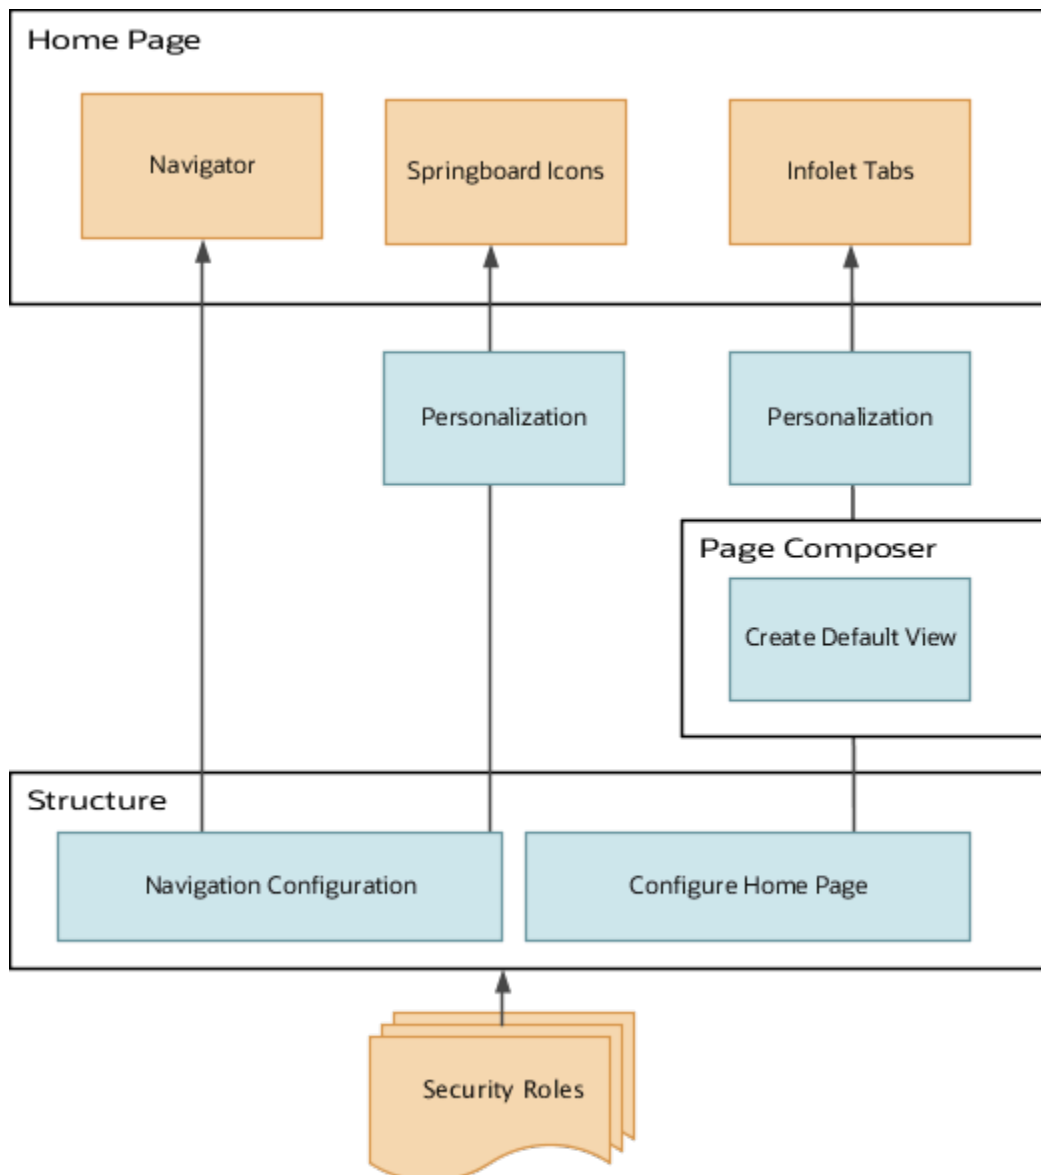 Home Page
Navigator
Springboard Icons
Infolet Tabs
Personalization
Personalization
Page Composer
Create Default View
Structure
Navigation Configuration
Configure Home Page
Security Roles